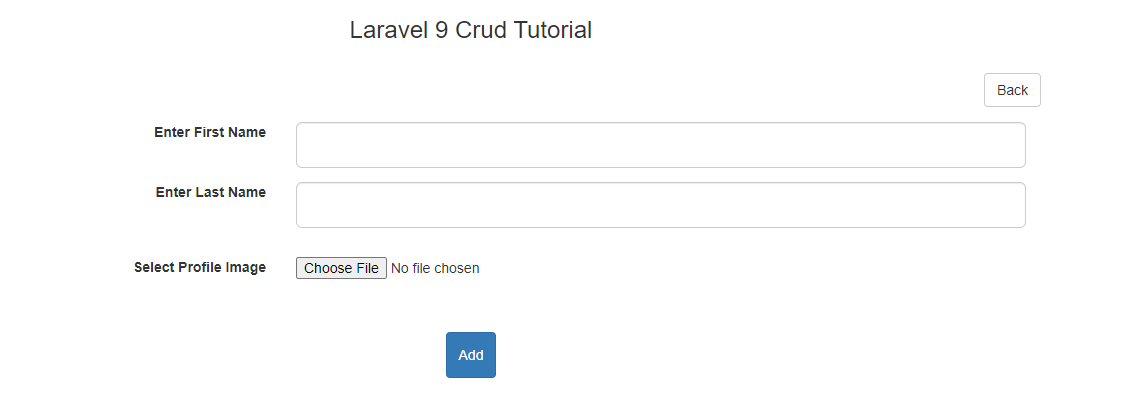 Laravel 9 Crud Tutorial
Back
Enter First Name
Enter Last Name
Select Profile Image Choose File No file chosen
Add